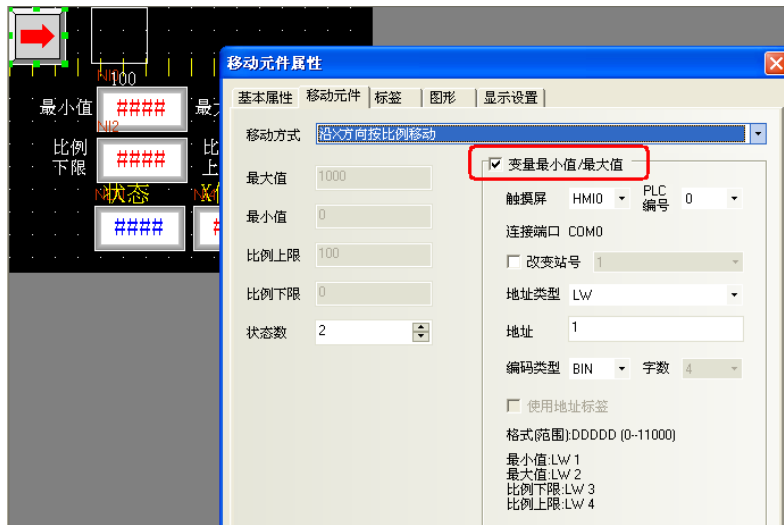 移动元件属性
基本属性 移动元件 标签 图形 显示设置
移动方式 沿X方向按比例移动
最大值 1000
最小值 0
比例上限 100
比例下限 0
状态数 2
变量最小值/最大值
触摸屏 HMI0 PLC编号 0
连接端口 COM0
改变站号 1
地址类型 LW
地址 1
编码类型 BIN 字数 4
使用地址标签
格式(范围):DDDDD (0--11000)
最小值:LW 1
最大值:LW 2
比例下限:LW 3
比例上限:LW 4
100
最小值 ####
NI2
比例下限 ####
状态
####